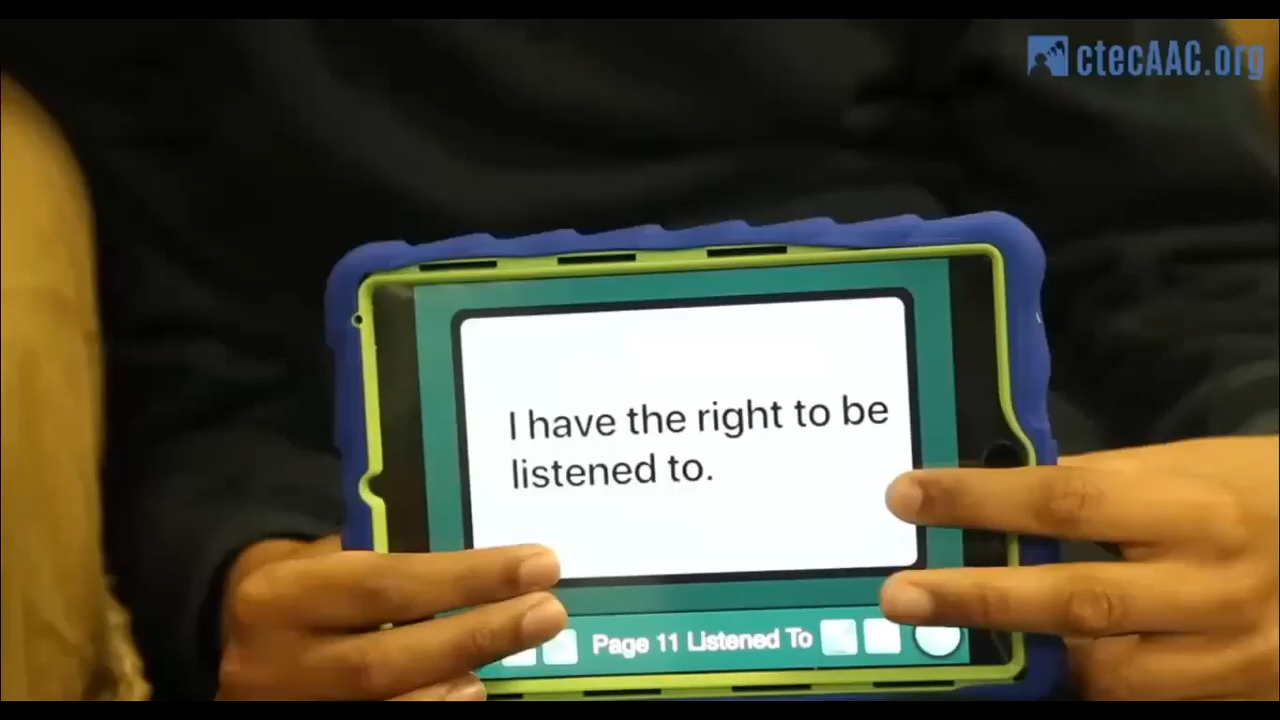 ctecAAC.org
I have the right to be
listened to.
Page 11 Listened To